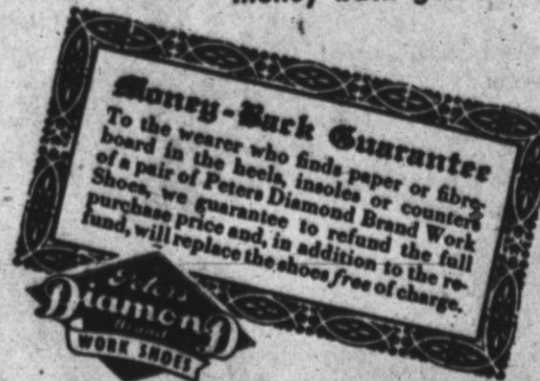 Money-Back Guarantee
To the wearer who finds paper or fibre-
board in the heels, insoles or counters
of a pair of Peters Diamond Brand Work
Shoes, we guarantee to refund the full
purchase price and, in addition to the re-
fund, will replace the shoes free of charge.
Peters
Diamond
Brand
WORK SHOES